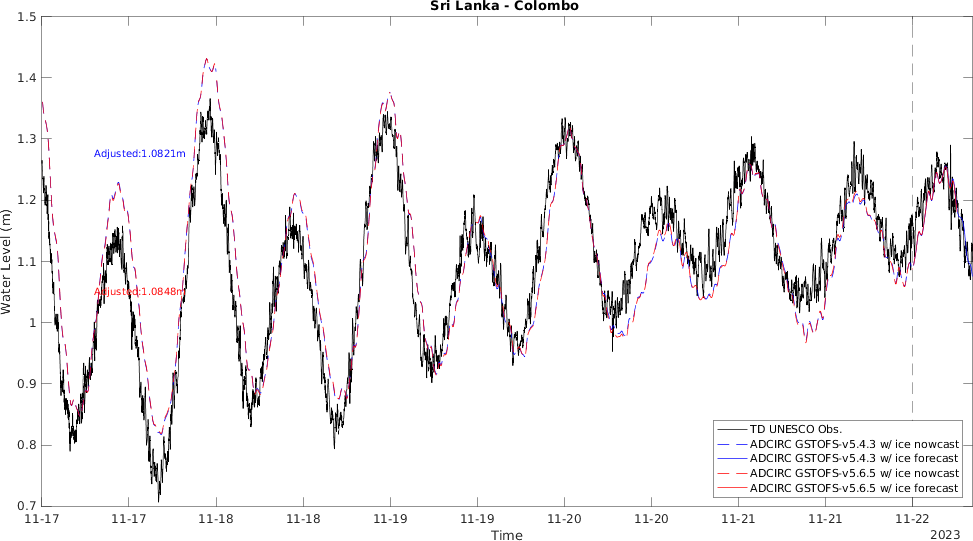 Sri Lanka - Colombo
1.5
1.4
1.3
1.2
1.1
1
0.9
0.8
0.7
Water Level (m)
Adjusted:1.0821m
Adjusted:1.0848m
TD UNESCO Obs.
ADCIRC GSTOFS-v5.4.3 w/ ice nowcast
ADCIRC GSTOFS-v5.4.3 w/ ice forecast
ADCIRC GSTOFS-v5.6.5 w/ ice nowcast
ADCIRC GSTOFS-v5.6.5 w/ ice forecast
11-17 11-17 11-18 11-18 11-19 11-19 11-20 11-20 11-21 11-21 11-22
2023
Time